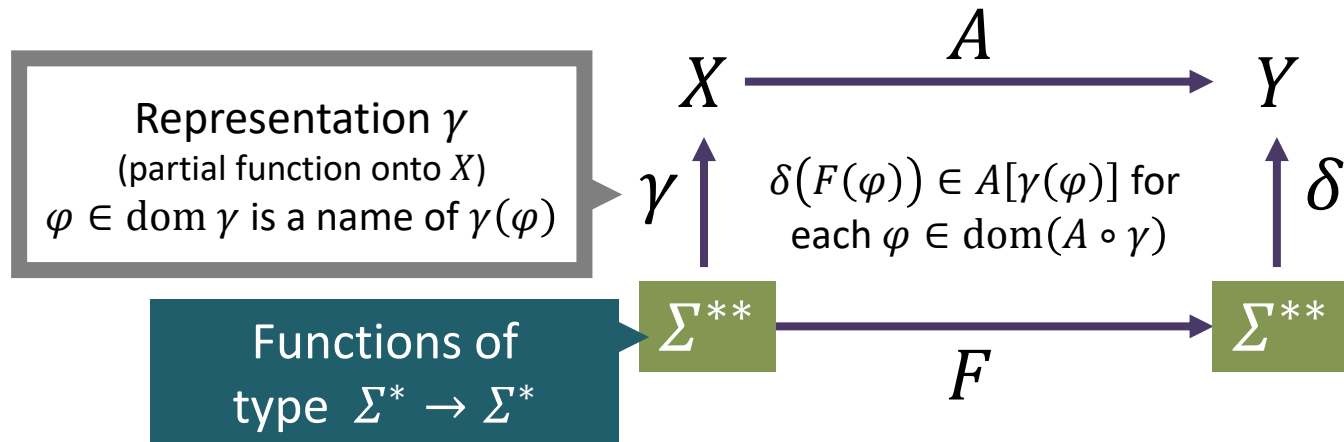 A
X
Y
Representation γ
(partial function onto X)
φ ∈ dom γ is a name of γ(φ)
γ
δ(F(φ)) ∈ A[γ(φ)] for
each φ ∈ dom(A ∘ γ)
δ
Functions of
type Σ* → Σ*
Σ**
F
Σ**